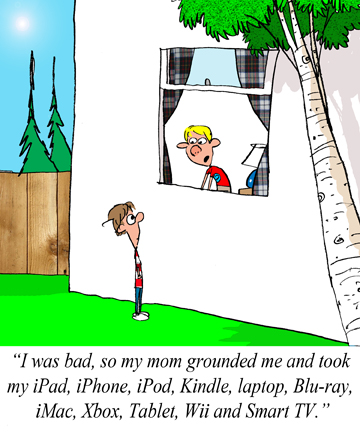 “I was bad, so my mom grounded me and took
my iPad, iPhone, iPod, Kindle, laptop, Blu-ray,
iMac, Xbox, Tablet, Wii and Smart TV.”